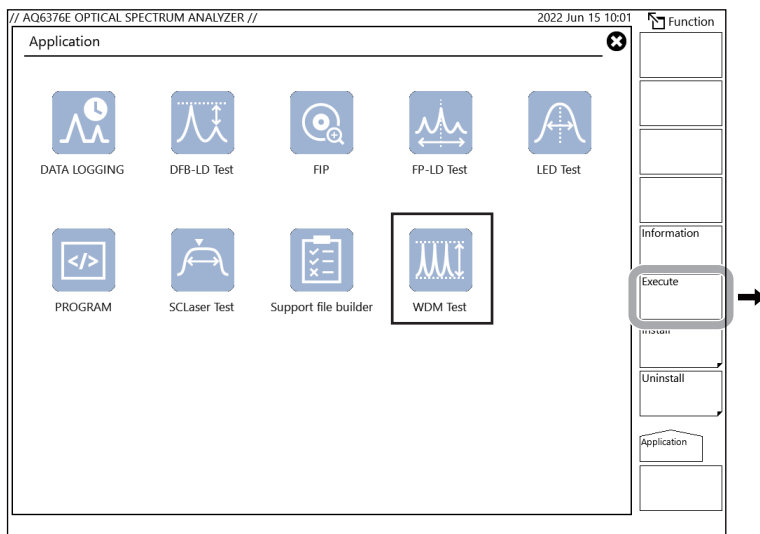 // AQ6376E OPTICAL SPECTRUM ANALYZER // 2022 Jun 15 10:01
Function
Application
DATA LOGGING DFB-LD Test FIP FP-LD Test LED Test
PROGRAM SCLaser Test Support file builder WDM Test
Information
Execute
Install
Uninstall
Application